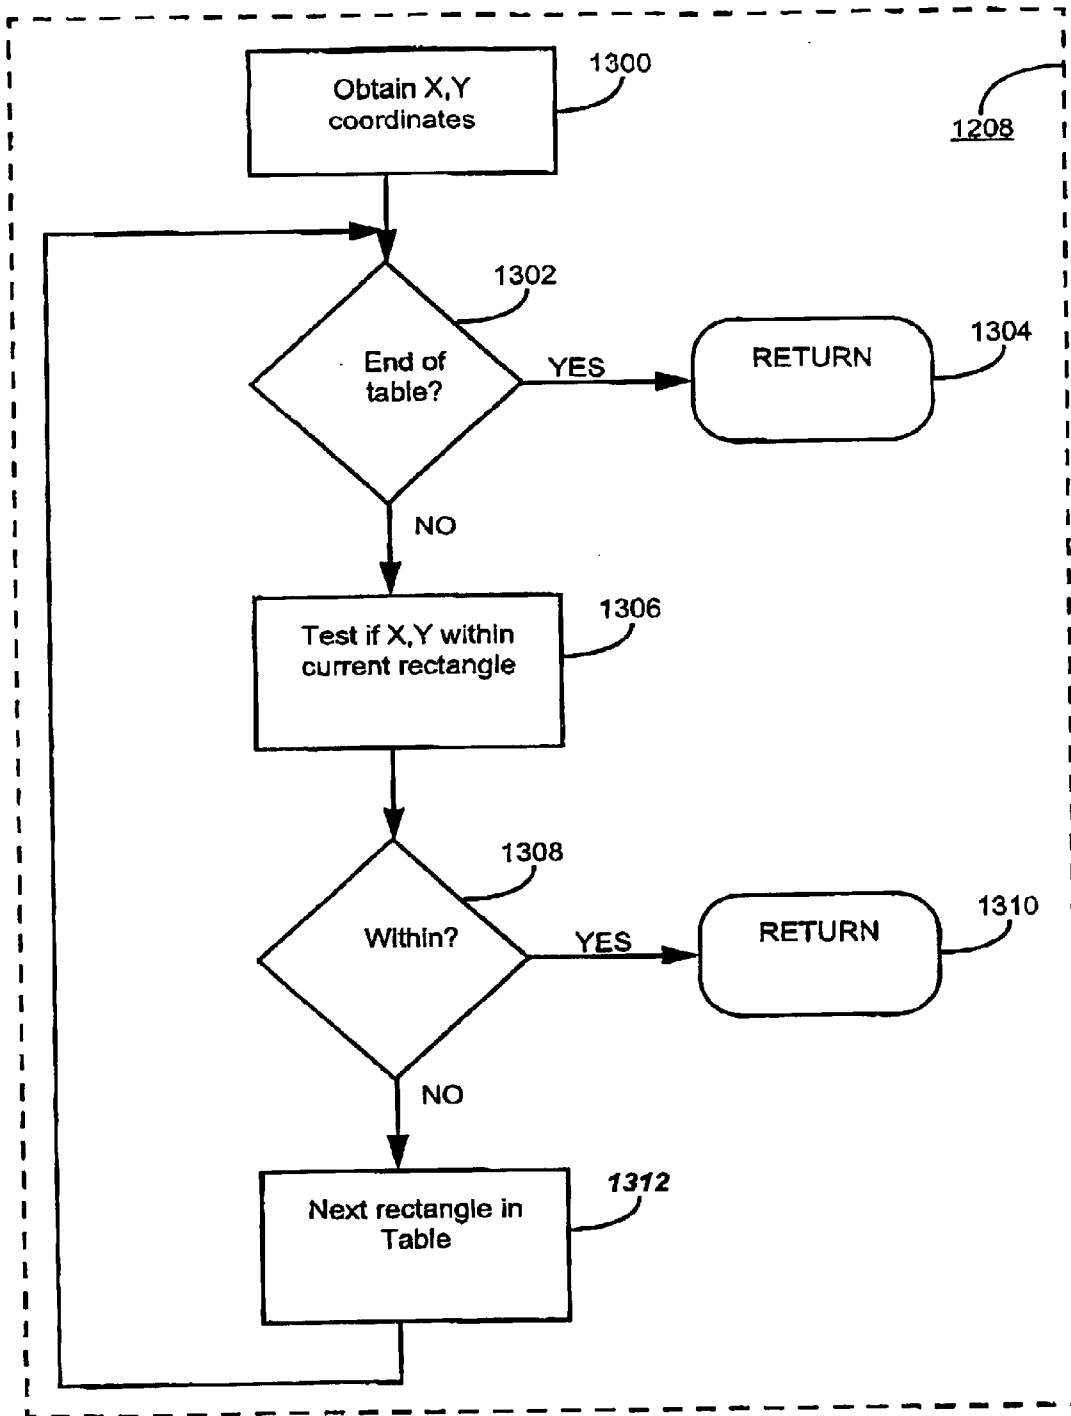 1300
Obtain X,Y
coordinates
1208
1302
1304
End of
table?
YES
RETURN
NO
1306
Test if X,Y within
current rectangle
1308
1310
Within?
YES
RETURN
NO
1312
Next rectangle in
Table